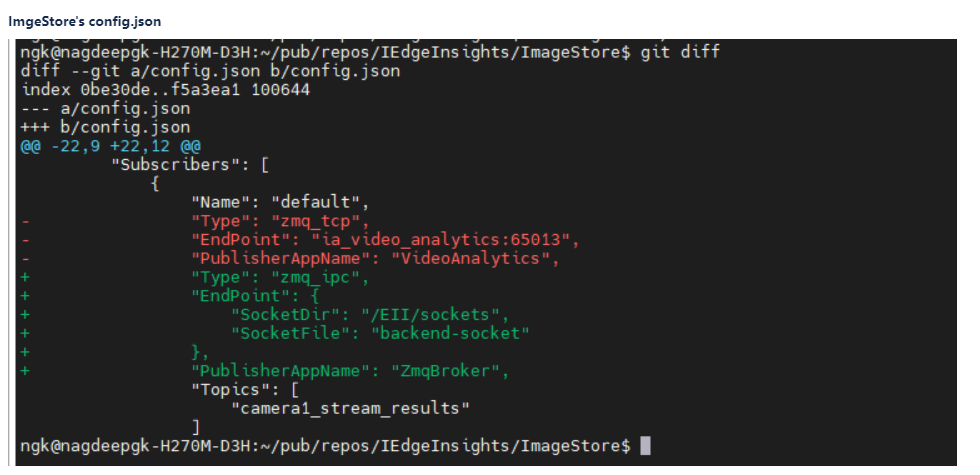 ImgeStore's config.json
ngk@nagdeepgk-H270M-D3H:~/pub/repos/IEdgeInsights/ImageStore$ git diff
diff --git a/config.json b/config.json
index 0be30de..f5a3ea1 100644
--- a/config.json
+++ b/config.json
@@ -22,9 +22,12 @@
         "Subscribers": [
             {
                 "Name": "default",
-                "Type": "zmq_tcp",
-                "EndPoint": "ia_video_analytics:65013",
-                "PublisherAppName": "VideoAnalytics",
+                "Type": "zmq_ipc",
+                "EndPoint": {
+                    "SocketDir": "/EII/sockets",
+                    "SocketFile": "backend-socket"
+                },
+                "PublisherAppName": "ZmqBroker",
                 "Topics": [
                     "camera1_stream_results"
                 ]
ngk@nagdeepgk-H270M-D3H:~/pub/repos/IEdgeInsights/ImageStore$